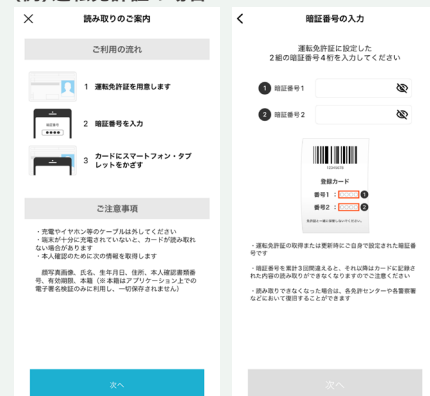 読み取りのご案内
ご利用の流れ
1 運転免許証を用意します
暗証番号
2 暗証番号を入力
3 カードにスマートフォン・タブ
レットをかざす
ご注意事項
・充電やイヤホン等のケーブルは外してください
・端末が十分に充電されていないと、カードが読み取れ
ない場合があります
・本人確認のために次の情報を取得します
顔写真画像、氏名、生年月日、住所、本人確認書類番
号、有効期限、本籍（※本籍はアプリケーション上での
電子署名検証のみに利用し、一切保存されません）
次へ
暗証番号の入力
運転免許証に設定した
2組の暗証番号4桁を入力してください
1 暗証番号1
2 暗証番号2
登録カード
番号1：
1
番号2：
2
・運転免許証の取得または更新時にご自身で設定された暗証番
号です
・暗証番号を累計3回間違えると、それ以降はカードに記録さ
れた内容の読み取りができなくなりますのでご注意ください
・読み取りできなくなった場合は、各免許センターや各警察署
などにおいて復旧することができます
次へ